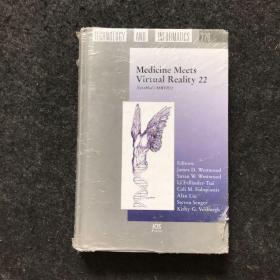 TECHNOLOGY AND INFORMATICS
Medicine Meets
Virtual Reality 22
NextMed / MMVR22
Editors:
James D. Westwood
Susan W. Westwood
Li Felländer-Tsai
Cali M. Fidopiastis
Alan Liu
Steven Senger
Kirby G. Vosburgh
IOS
Press